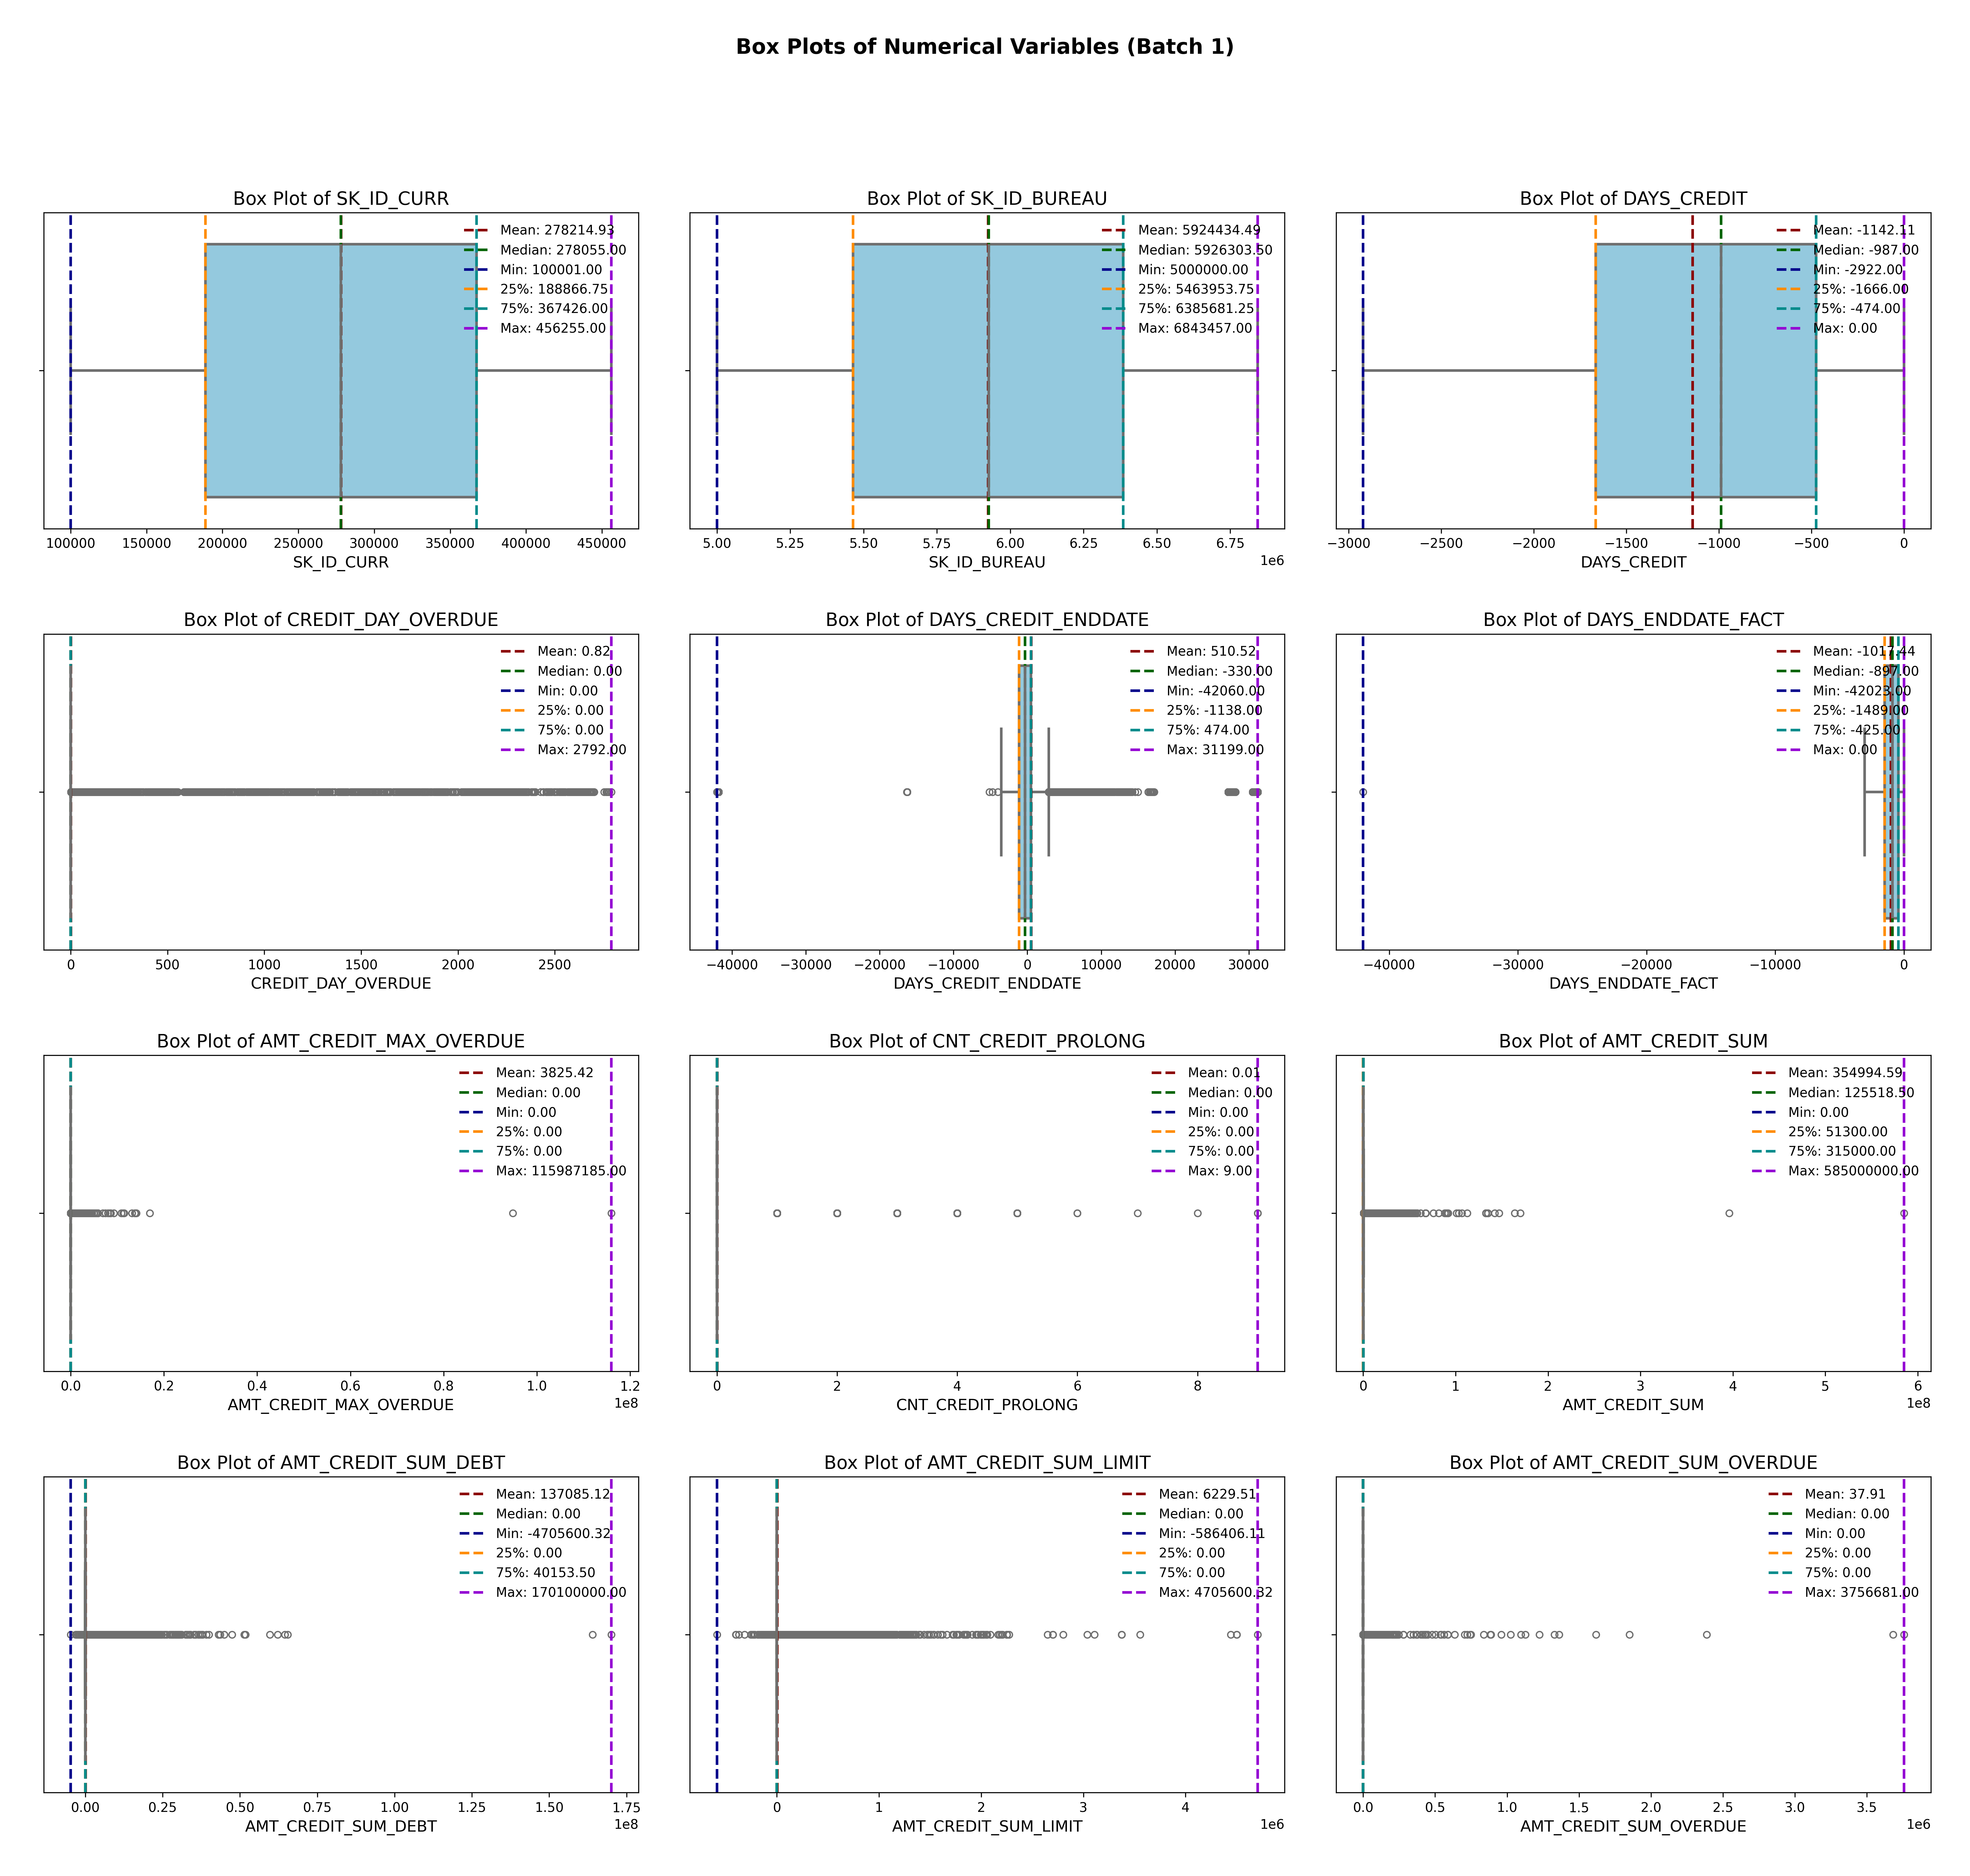 Box Plots of Numerical Variables (Batch 1)
Box Plot of SK_ID_CURR
Mean: 278214.93
Median: 278055.00
Min: 100001.00
25%: 188866.75
75%: 367426.00
Max: 456255.00
100000 150000 200000 250000 300000 350000 400000 450000
SK_ID_CURR
Box Plot of SK_ID_BUREAU
Mean: 5924434.49
Median: 5926303.50
Min: 5000000.00
25%: 5463953.75
75%: 6385681.25
Max: 6843457.00
5.00 5.25 5.50 5.75 6.00 6.25 6.50 6.75
1e6
SK_ID_BUREAU
Box Plot of DAYS_CREDIT
Mean: -1142.11
Median: -987.00
Min: -2922.00
25%: -1666.00
75%: -474.00
Max: 0.00
−3000 −2500 −2000 −1500 −1000 −500 0
DAYS_CREDIT
Box Plot of CREDIT_DAY_OVERDUE
Mean: 0.82
Median: 0.00
Min: 0.00
25%: 0.00
75%: 0.00
Max: 2792.00
0 500 1000 1500 2000 2500
CREDIT_DAY_OVERDUE
Box Plot of DAYS_CREDIT_ENDDATE
Mean: 510.52
Median: -330.00
Min: -42060.00
25%: -1138.00
75%: 474.00
Max: 31199.00
−40000 −30000 −20000 −10000 0 10000 20000 30000
DAYS_CREDIT_ENDDATE
Box Plot of DAYS_ENDDATE_FACT
Mean: -1017.44
Median: -897.00
Min: -42023.00
25%: -1489.00
75%: -425.00
Max: 0.00
−40000 −30000 −20000 −10000 0
DAYS_ENDDATE_FACT
Box Plot of AMT_CREDIT_MAX_OVERDUE
Mean: 3825.42
Median: 0.00
Min: 0.00
25%: 0.00
75%: 0.00
Max: 115987185.00
0.0 0.2 0.4 0.6 0.8 1.0 1.2
1e8
AMT_CREDIT_MAX_OVERDUE
Box Plot of CNT_CREDIT_PROLONG
Mean: 0.01
Median: 0.00
Min: 0.00
25%: 0.00
75%: 0.00
Max: 9.00
0 2 4 6 8
CNT_CREDIT_PROLONG
Box Plot of AMT_CREDIT_SUM
Mean: 354994.59
Median: 125518.50
Min: 0.00
25%: 51300.00
75%: 315000.00
Max: 585000000.00
0 1 2 3 4 5 6
1e8
AMT_CREDIT_SUM
Box Plot of AMT_CREDIT_SUM_DEBT
Mean: 137085.12
Median: 0.00
Min: -4705600.32
25%: 0.00
75%: 40153.50
Max: 170100000.00
0.00 0.25 0.50 0.75 1.00 1.25 1.50 1.75
1e8
AMT_CREDIT_SUM_DEBT
Box Plot of AMT_CREDIT_SUM_LIMIT
Mean: 6229.51
Median: 0.00
Min: -586406.11
25%: 0.00
75%: 0.00
Max: 4705600.32
0 1 2 3 4
1e6
AMT_CREDIT_SUM_LIMIT
Box Plot of AMT_CREDIT_SUM_OVERDUE
Mean: 37.91
Median: 0.00
Min: 0.00
25%: 0.00
75%: 0.00
Max: 3756681.00
0.0 0.5 1.0 1.5 2.0 2.5 3.0 3.5
1e6
AMT_CREDIT_SUM_OVERDUE